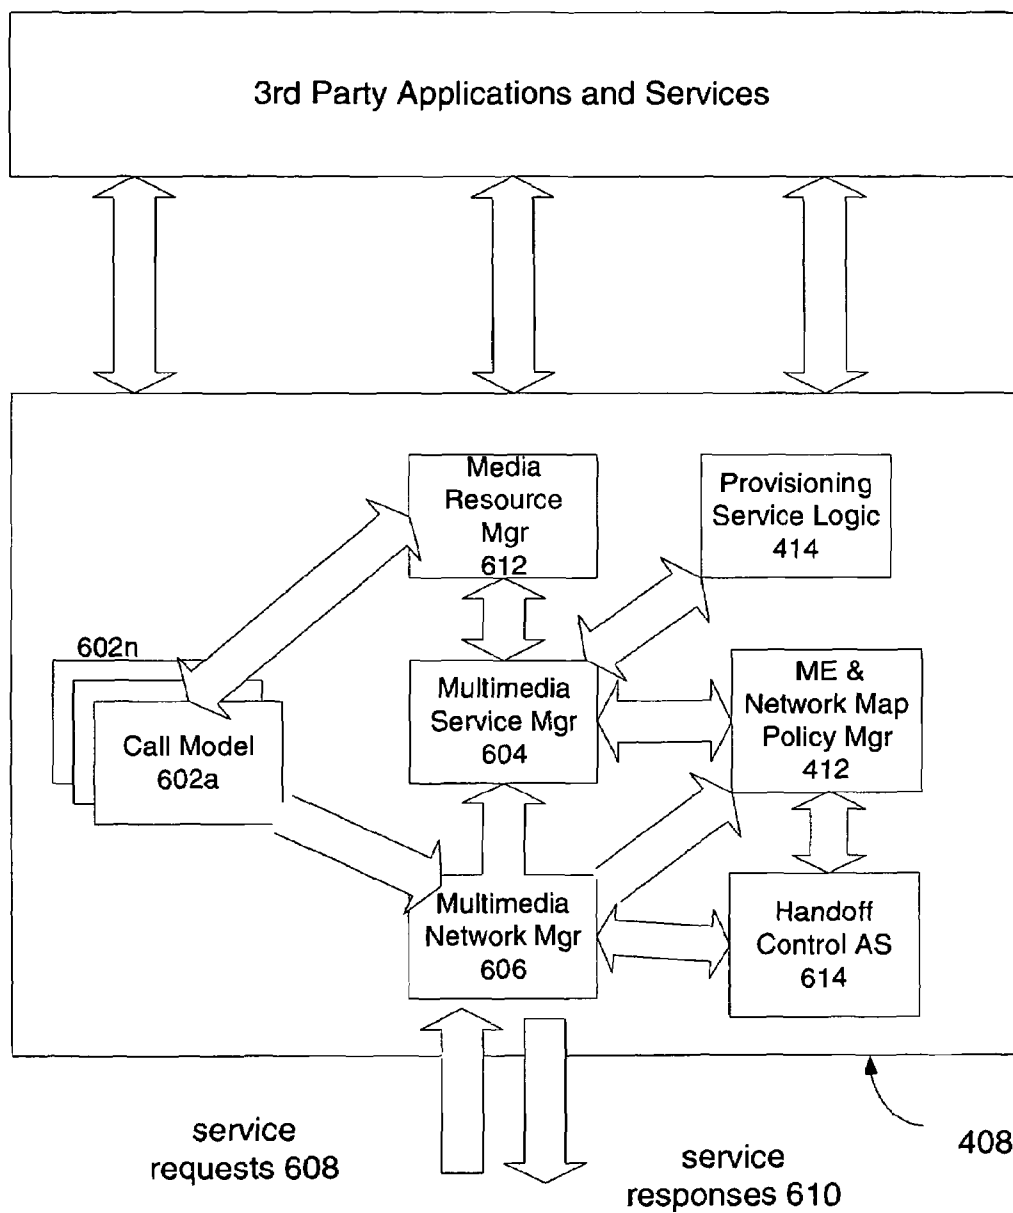 3rd Party Applications and Services
Media
Resource
Mgr
612
Provisioning
Service Logic
414
602n
Call Model
602a
Multimedia
Service Mgr
604
ME &
Network Map
Policy Mgr
412
Multimedia
Network Mgr
606
Handoff
Control AS
614
service
requests 608
service
responses 610
408